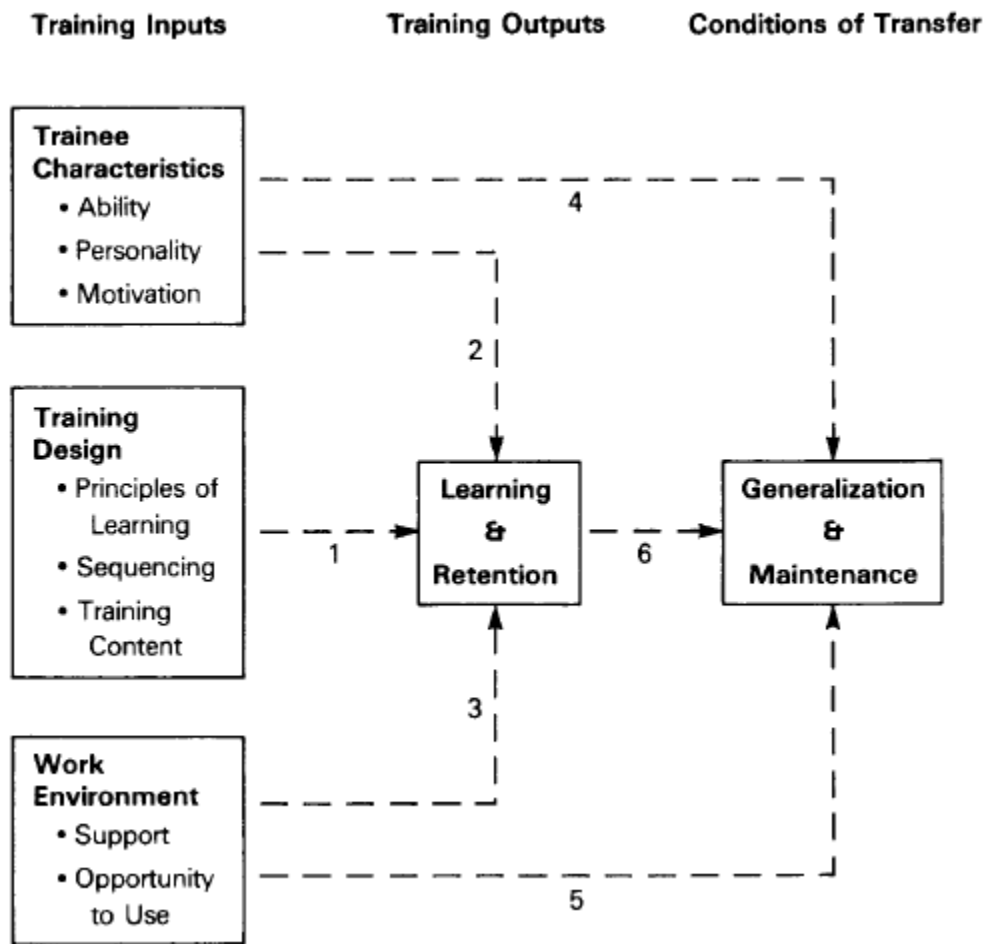 Training Inputs
Training Outputs
Conditions of Transfer
Trainee
Characteristics
• Ability
• Personality
• Motivation
4
2
Training
Design
• Principles of
Learning
• Sequencing
• Training
Content
1
Learning
&
Retention
6
Generalization
&
Maintenance
3
Work
Environment
• Support
• Opportunity
to Use
5